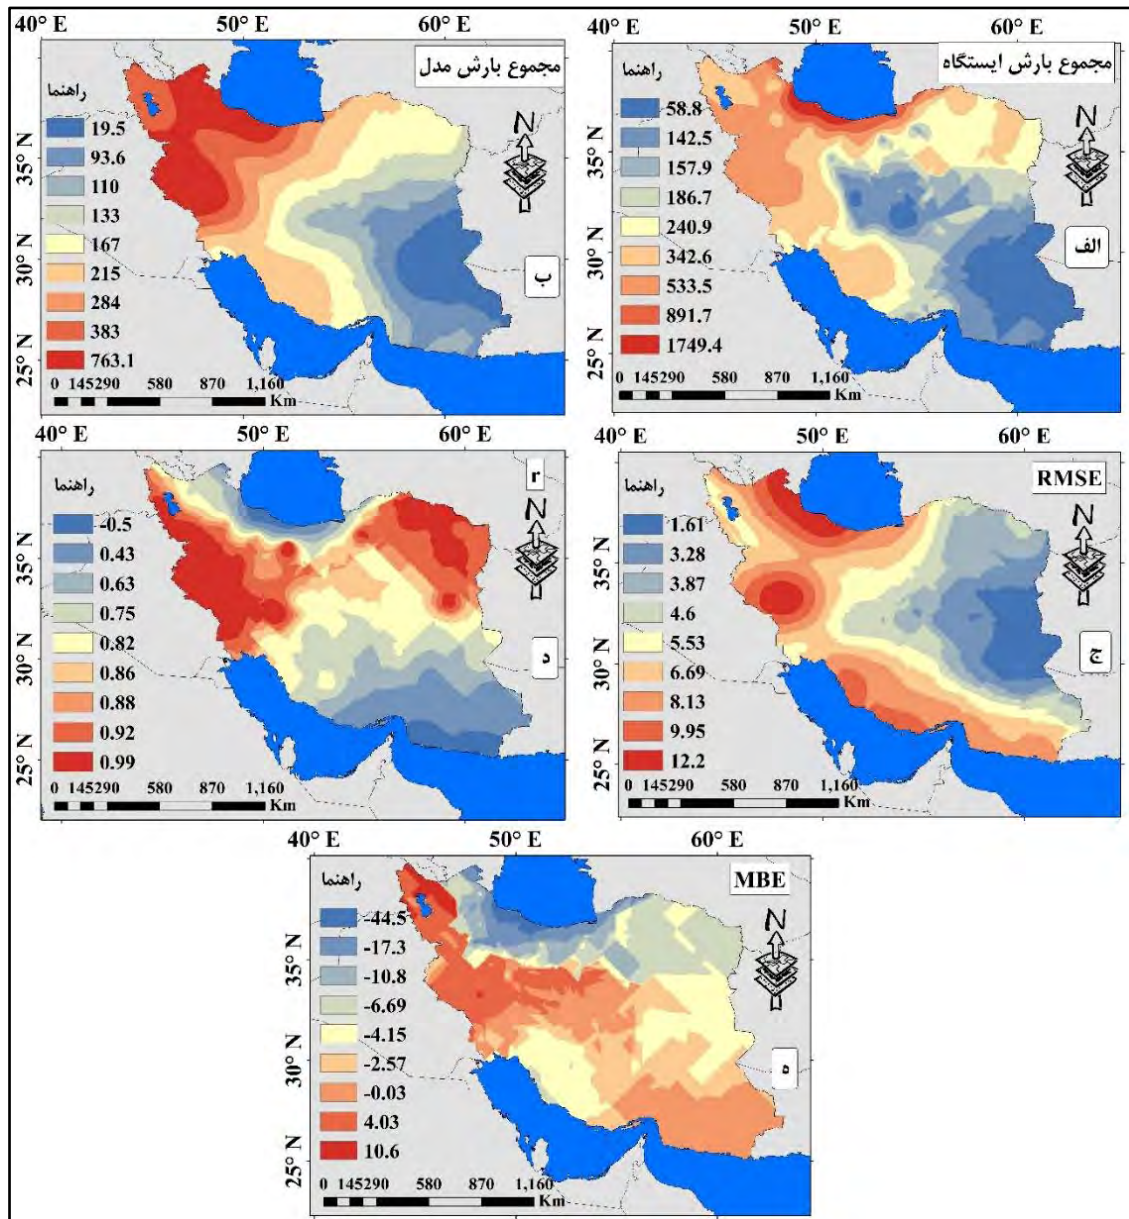 40° E 50° E 60° E
مجموع بارش مدل
راهنما
19.5
93.6
110
133
167
215
284
383
763.1
N
ب
35° N
30° N
25° N
0 145290 580 870 1,160
Km
40° E 50° E 60° E
مجموع بارش ایستگاه
راهنما
58.8
142.5
157.9
186.7
240.9
342.6
533.5
891.7
1749.4
N
الف
35° N
30° N
25° N
0 145290 580 870 1,160
Km
40° E 50° E 60° E
r
راهنما
-0.5
0.43
0.63
0.75
0.82
0.86
0.88
0.92
0.99
N
د
35° N
30° N
25° N
0 145290 580 870 1,160
Km
40° E 50° E 60° E
RMSE
راهنما
1.61
3.28
3.87
4.6
5.53
6.69
8.13
9.95
12.2
N
ج
35° N
30° N
25° N
0 145290 580 870 1,160
Km
40° E 50° E 60° E
MBE
راهنما
-44.5
-17.3
-10.8
-6.69
-4.15
-2.57
-0.03
4.03
10.6
N
ه
35° N
30° N
25° N
0 145290 580 870 1,160
Km